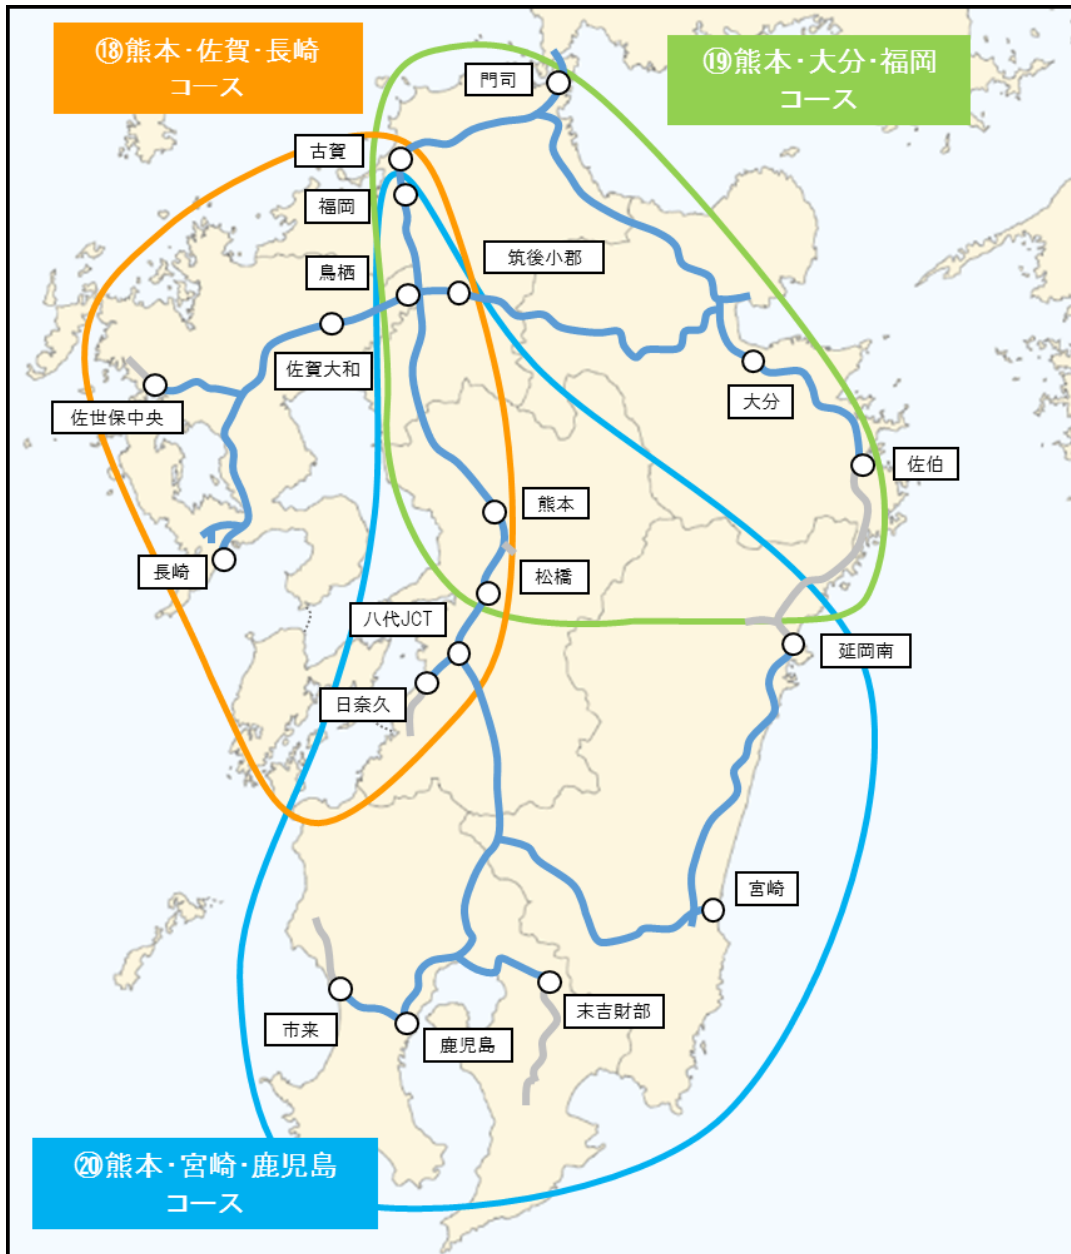 ⑱熊本・佐賀・長崎
コース
⑲熊本・大分・福岡
コース
門司
古賀
福岡
筑後小郡
鳥栖
佐賀大和
大分
佐世保中央
佐伯
熊本
長崎
松橋
八代JCT
延岡南
日奈久
宮崎
末吉財部
市来
鹿児島
⑳熊本・宮崎・鹿児島
コース